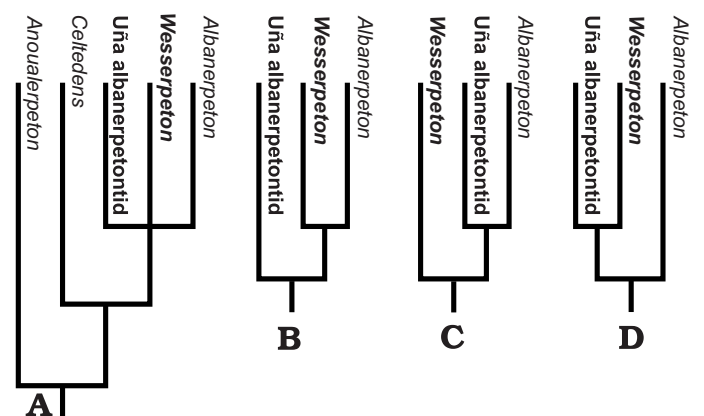 Anoualerpeton
Celtedens
Uña albanerpetontid
Wesserpeton
Albanerpeton
Uña albanerpetontid
Wesserpeton
Albanerpeton
Wesserpeton
Uña albanerpetontid
Albanerpeton
Uña albanerpetontid
Wesserpeton
Albanerpeton
B
C
D
A